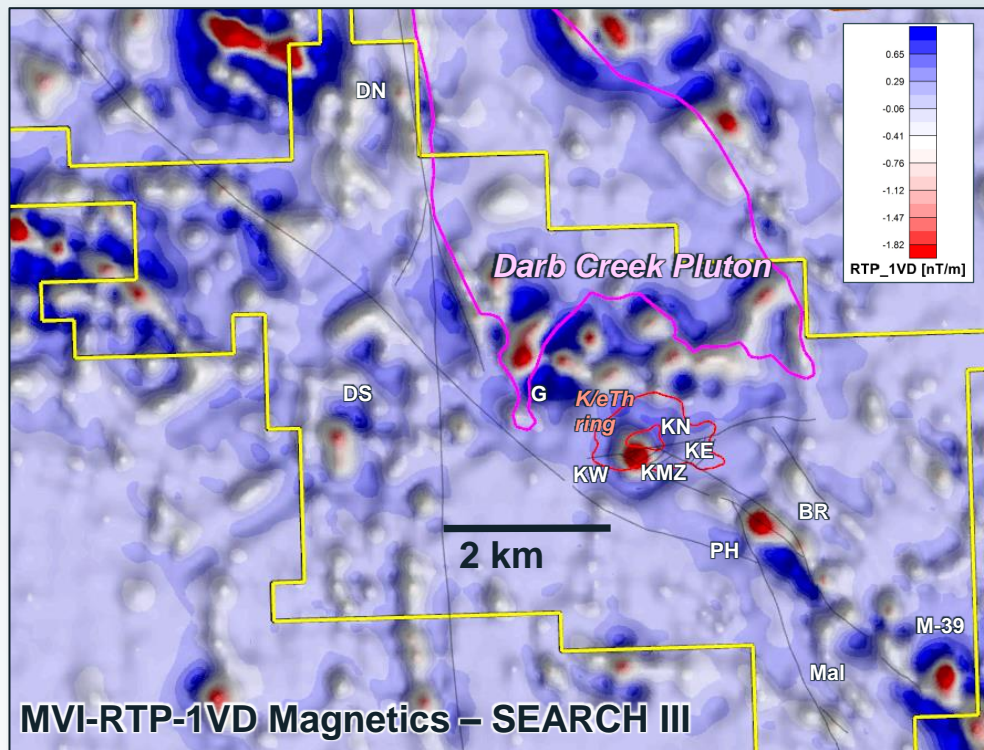 DN
0.65
0.29
-0.06
-0.41
-0.76
-1.12
-1.47
-1.82
RTP_1VD [nT/m]
Darb Creek Pluton
DS
G
K/eTh
ring
KN
KE
KW
KMZ
BR
PH
2 km
M-39
Mal
MVI-RTP-1VD Magnetics – SEARCH III